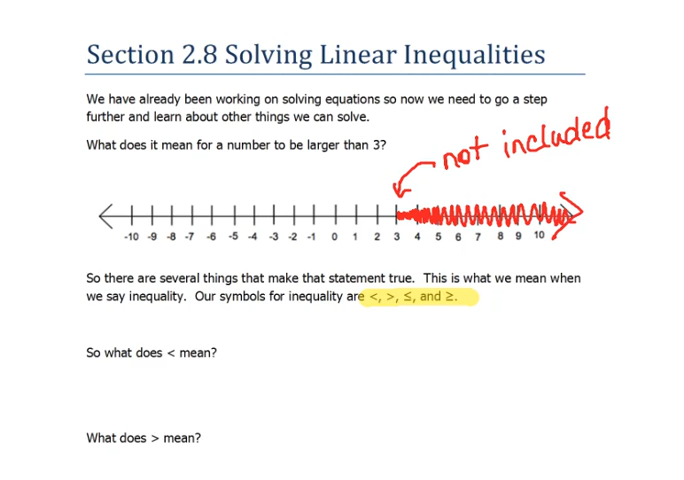 Section 2.8 Solving Linear Inequalities
We have already been working on solving equations so now we need to go a step
further and learn about other things we can solve.
What does it mean for a number to be larger than 3?
not included
-10 -9 -8 -7 -6 -5 -4 -3 -2 -1 0 1 2 3 4 5 6 7 8 9 10
So there are several things that make that statement true. This is what we mean when
we say inequality. Our symbols for inequality are <, >, ≤, and ≥.
So what does < mean?
What does > mean?